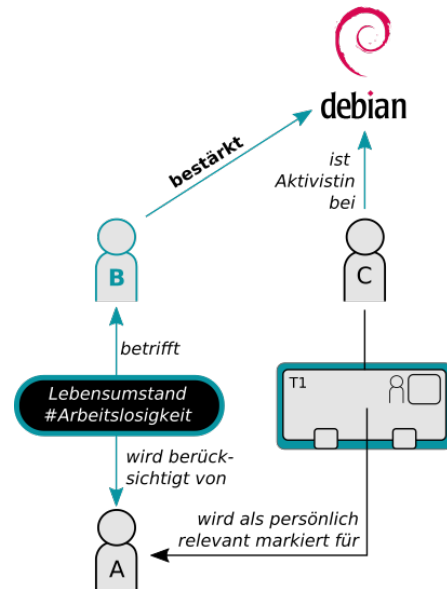 debian
bestärkt
ist
Aktivistin
bei
B
C
betrifft
T1
Lebensumstand
#Arbeitslosigkeit
wird berück-
sichtigt von
wird als persönlich
relevant markiert für
A